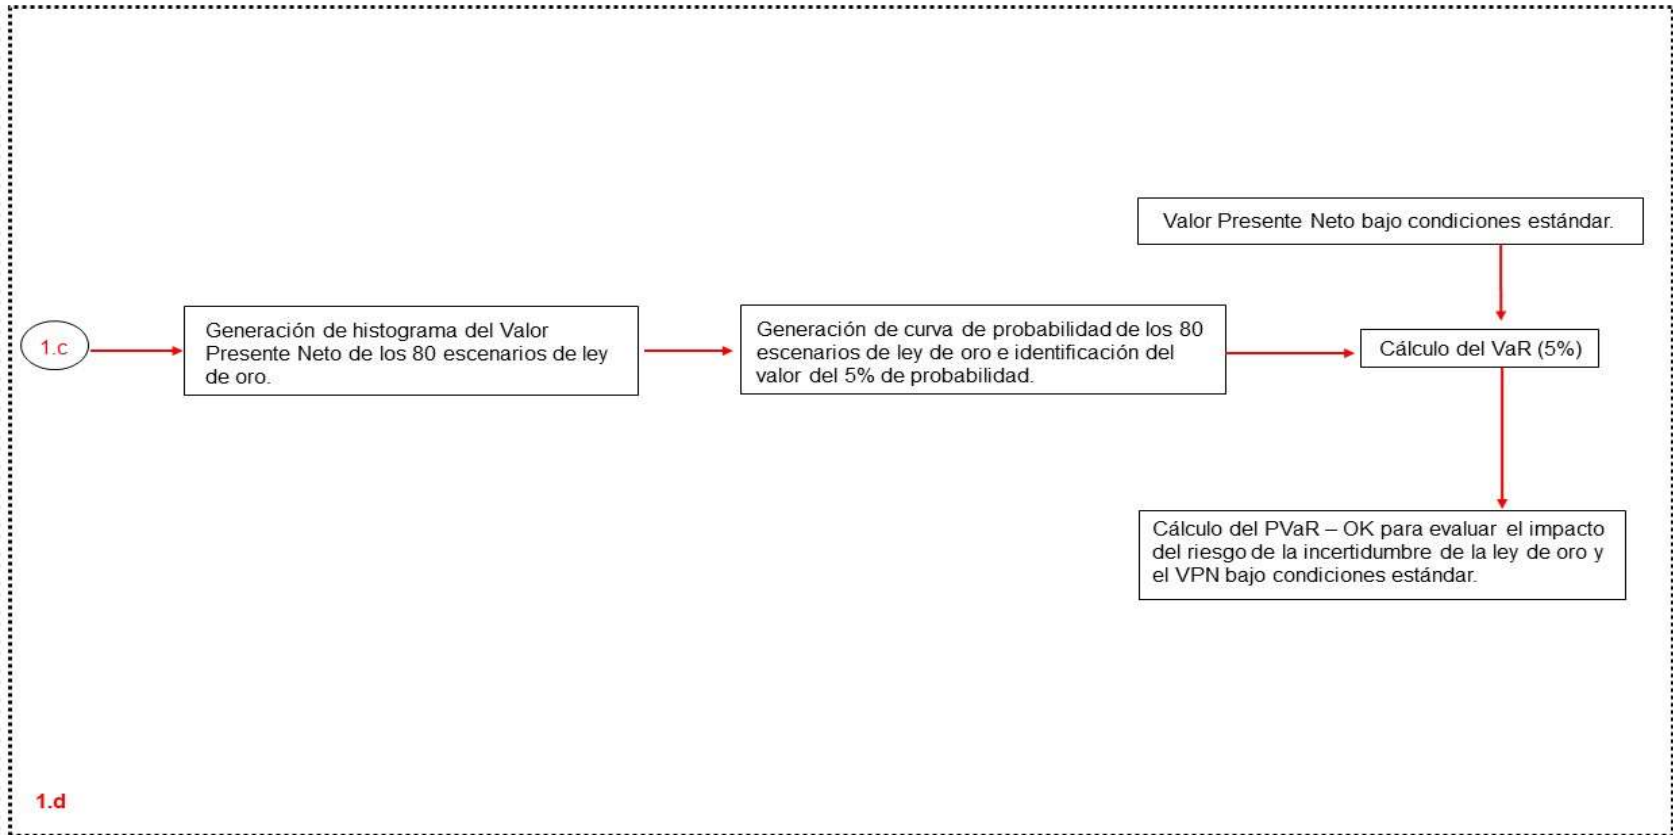 Valor Presente Neto bajo condiciones estándar.
1.c
Generación de histograma del Valor
Presente Neto de los 80 escenarios de ley
de oro.
Generación de curva de probabilidad de los 80
escenarios de ley de oro e identificación del
valor del 5% de probabilidad.
Cálculo del VaR (5%)
Cálculo del PVaR – OK para evaluar el impacto
del riesgo de la incertidumbre de la ley de oro y
el VPN bajo condiciones estándar.
1.d